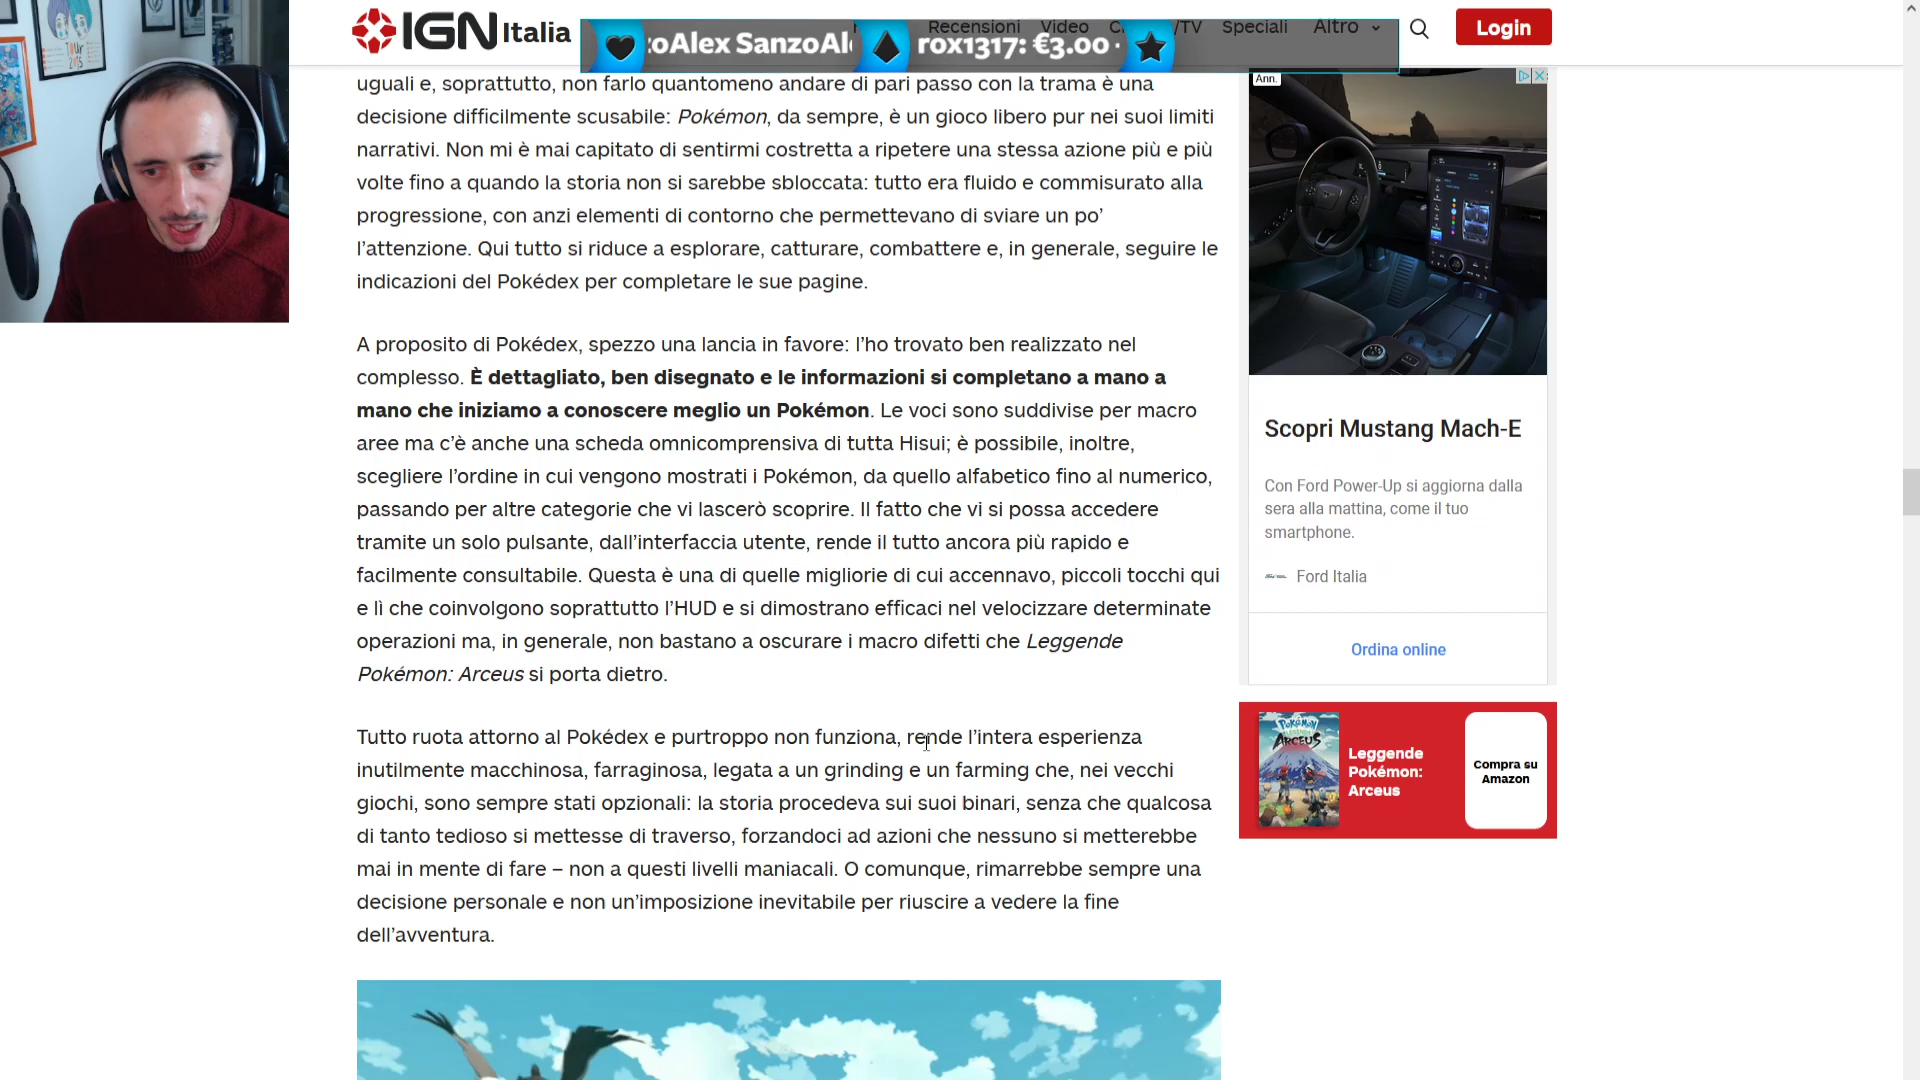 TOUR
2015
IGN Italia
Recensioni Video C /TV Speciali Altro
Login
zoAlex SanzoAl rox1317: €3.00 ·
uguali e, soprattutto, non farlo quantomeno andare di pari passo con la trama è una
decisione difficilmente scusabile: Pokémon, da sempre, è un gioco libero pur nei suoi limiti
narrativi. Non mi è mai capitato di sentirmi costretta a ripetere una stessa azione più e più
volte fino a quando la storia non si sarebbe sbloccata: tutto era fluido e commisurato alla
progressione, con anzi elementi di contorno che permettevano di sviare un po’
l’attenzione. Qui tutto si riduce a esplorare, catturare, combattere e, in generale, seguire le
indicazioni del Pokédex per completare le sue pagine.
A proposito di Pokédex, spezzo una lancia in favore: l’ho trovato ben realizzato nel
complesso. È dettagliato, ben disegnato e le informazioni si completano a mano a
mano che iniziamo a conoscere meglio un Pokémon. Le voci sono suddivise per macro
aree ma c’è anche una scheda omnicomprensiva di tutta Hisui; è possibile, inoltre,
scegliere l’ordine in cui vengono mostrati i Pokémon, da quello alfabetico fino al numerico,
passando per altre categorie che vi lascerò scoprire. Il fatto che vi si possa accedere
tramite un solo pulsante, dall’interfaccia utente, rende il tutto ancora più rapido e
facilmente consultabile. Questa è una di quelle migliorie di cui accennavo, piccoli tocchi qui
e lì che coinvolgono soprattutto l’HUD e si dimostrano efficaci nel velocizzare determinate
operazioni ma, in generale, non bastano a oscurare i macro difetti che Leggende
Pokémon: Arceus si porta dietro.
Tutto ruota attorno al Pokédex e purtroppo non funziona, rende l’intera esperienza
inutilmente macchinosa, farraginosa, legata a un grinding e un farming che, nei vecchi
giochi, sono sempre stati opzionali: la storia procedeva sui suoi binari, senza che qualcosa
di tanto tedioso si mettesse di traverso, forzandoci ad azioni che nessuno si metterebbe
mai in mente di fare – non a questi livelli maniacali. O comunque, rimarrebbe sempre una
decisione personale e non un’imposizione inevitabile per riuscire a vedere la fine
dell’avventura.
Ann.
Scopri Mustang Mach-E
Con Ford Power-Up si aggiorna dalla
sera alla mattina, come il tuo
smartphone.
Ford Italia
Ordina online
POKéMON
ARCEUS
Leggende
Pokémon:
Arceus
Compra su
Amazon